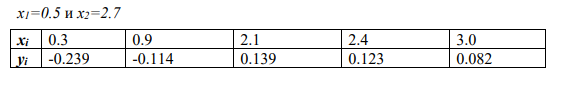 x1=0.5 и x2=2.7
xi 0.3 0.9 2.1 2.4 3.0
yi -0.239 -0.114 0.139 0.123 0.082